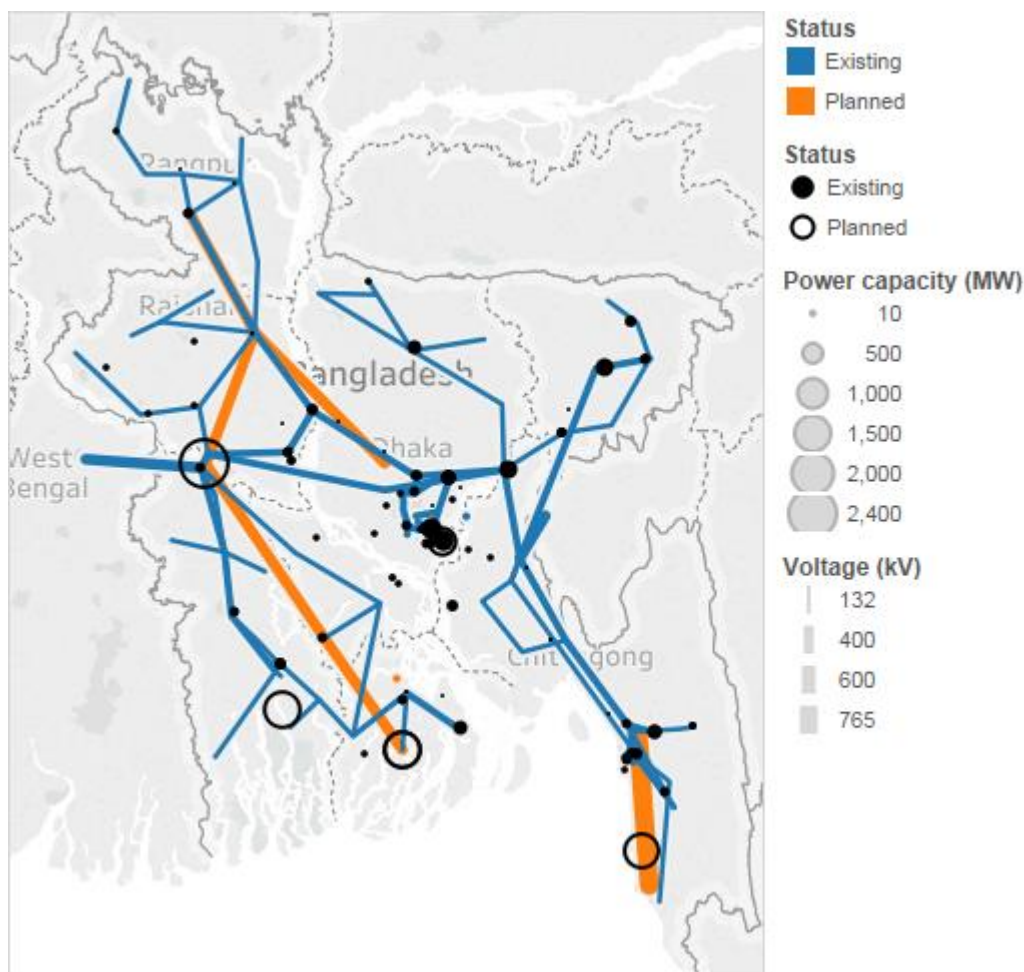 Rangpur
Rajshahi
Bangladesh
Dhaka
West
Bengal
Chittagong
Status
Existing
Planned
Status
Existing
Planned
Power capacity (MW)
10
500
1,000
1,500
2,000
2,400
Voltage (kV)
132
400
600
765